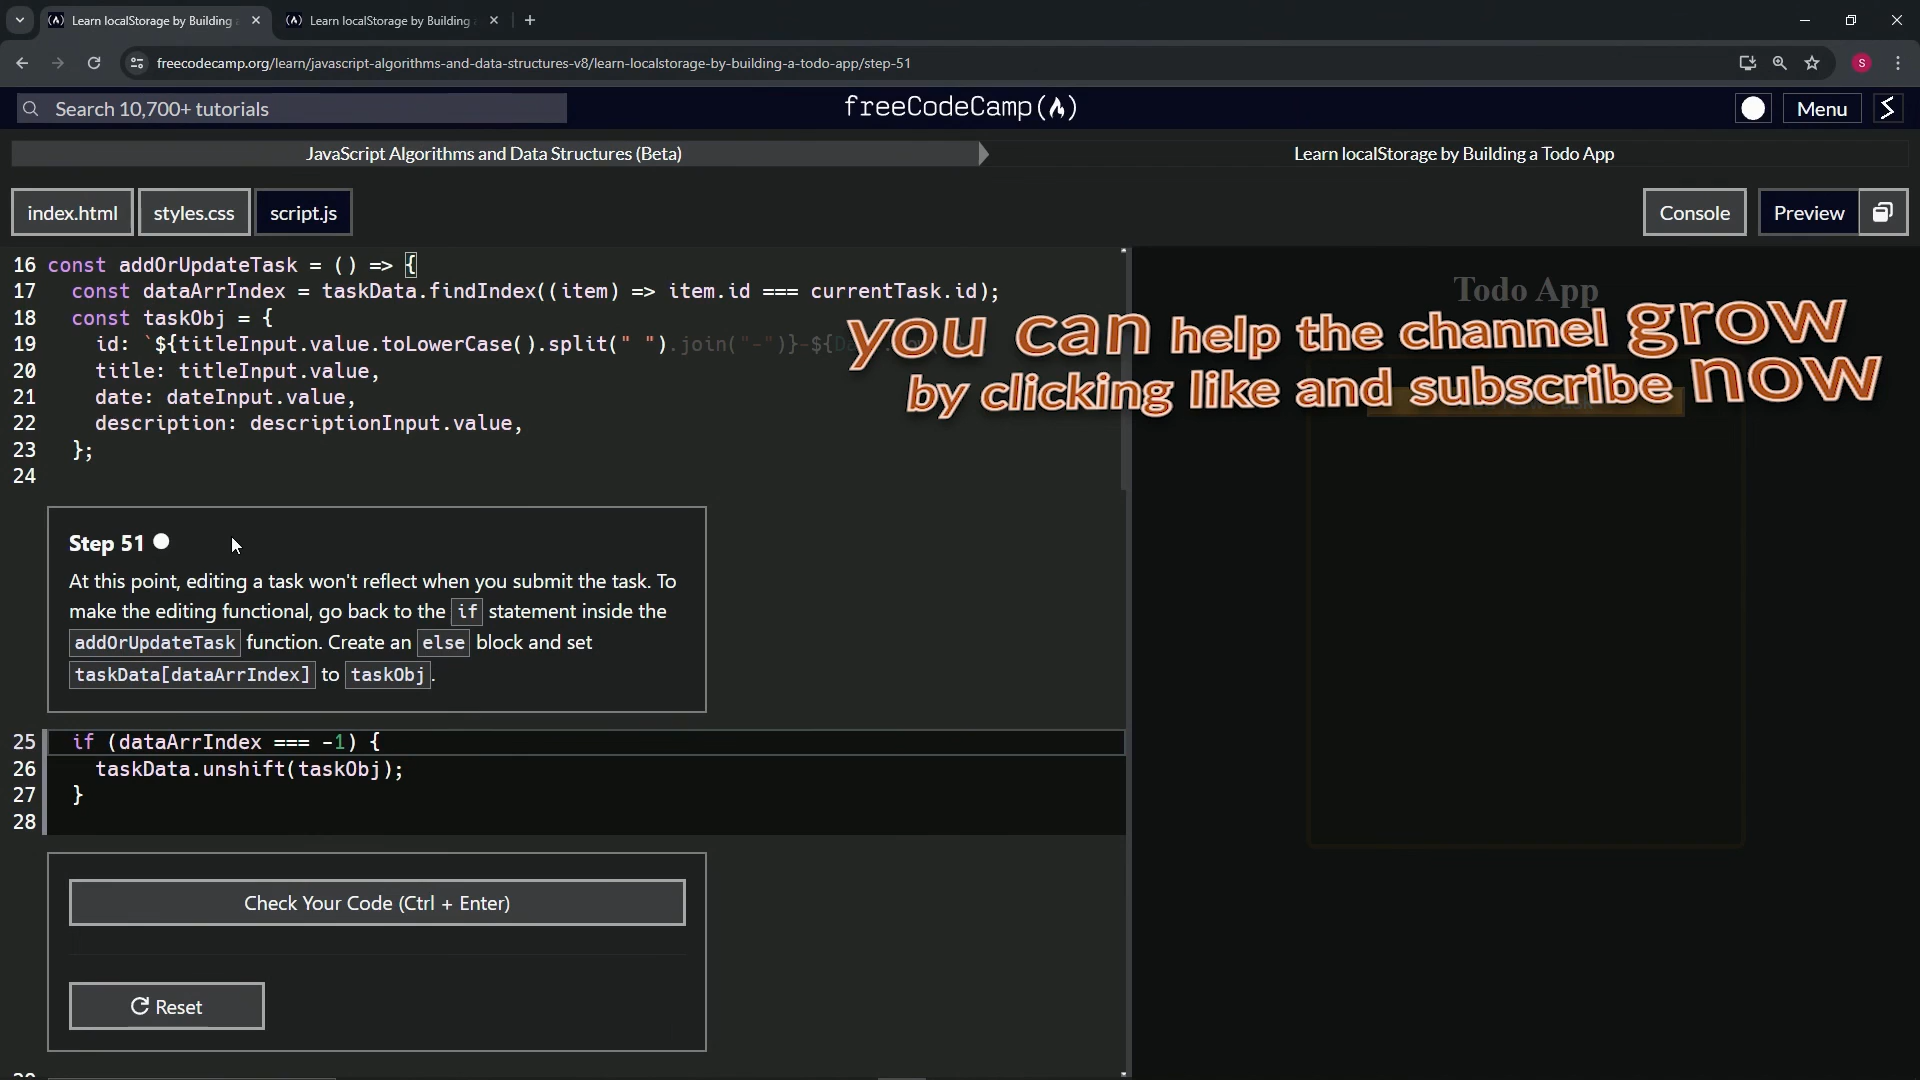 Learn localStorage by Building
Learn localStorage by Building
freecodecamp.org/learn/javascript-algorithms-and-data-structures-v8/learn-localstorage-by-building-a-todo-app/step-51
S
Search 10,700+ tutorials
freeCodeCamp
Menu
JavaScript Algorithms and Data Structures (Beta)
Learn localStorage by Building a Todo App
index.html
styles.css
script.js
Console
Preview
16 const addOrUpdateTask = () => {
17 const dataArrIndex = taskData.findIndex((item) => item.id === currentTask.id);
18 const taskObj = {
19 id: `${titleInput.value.toLowerCase().split(" ").join("-")}-${
20 title: titleInput.value,
21 date: dateInput.value,
22 description: descriptionInput.value,
23 };
24
Todo App
you can help the channel grow
by clicking like and subscribe now
Step 51
At this point, editing a task won't reflect when you submit the task. To
make the editing functional, go back to the if statement inside the
addOrUpdateTask function. Create an else block and set
taskData[dataArrIndex] to taskObj.
25 if (dataArrIndex === -1) {
26 taskData.unshift(taskObj);
27 }
28
Check Your Code (Ctrl + Enter)
Reset